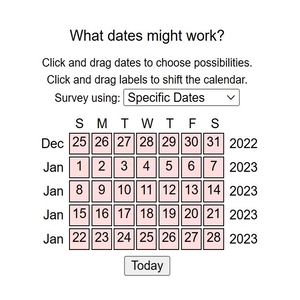 What dates might work?
Click and drag dates to choose possibilities.
Click and drag labels to shift the calendar.
Survey using: Specific Dates
S M T W T F S
Dec 25 26 27 28 29 30 31 2022
Jan 1 2 3 4 5 6 7 2023
Jan 8 9 10 11 12 13 14 2023
Jan 15 16 17 18 19 20 21 2023
Jan 22 23 24 25 26 27 28 2023
Today